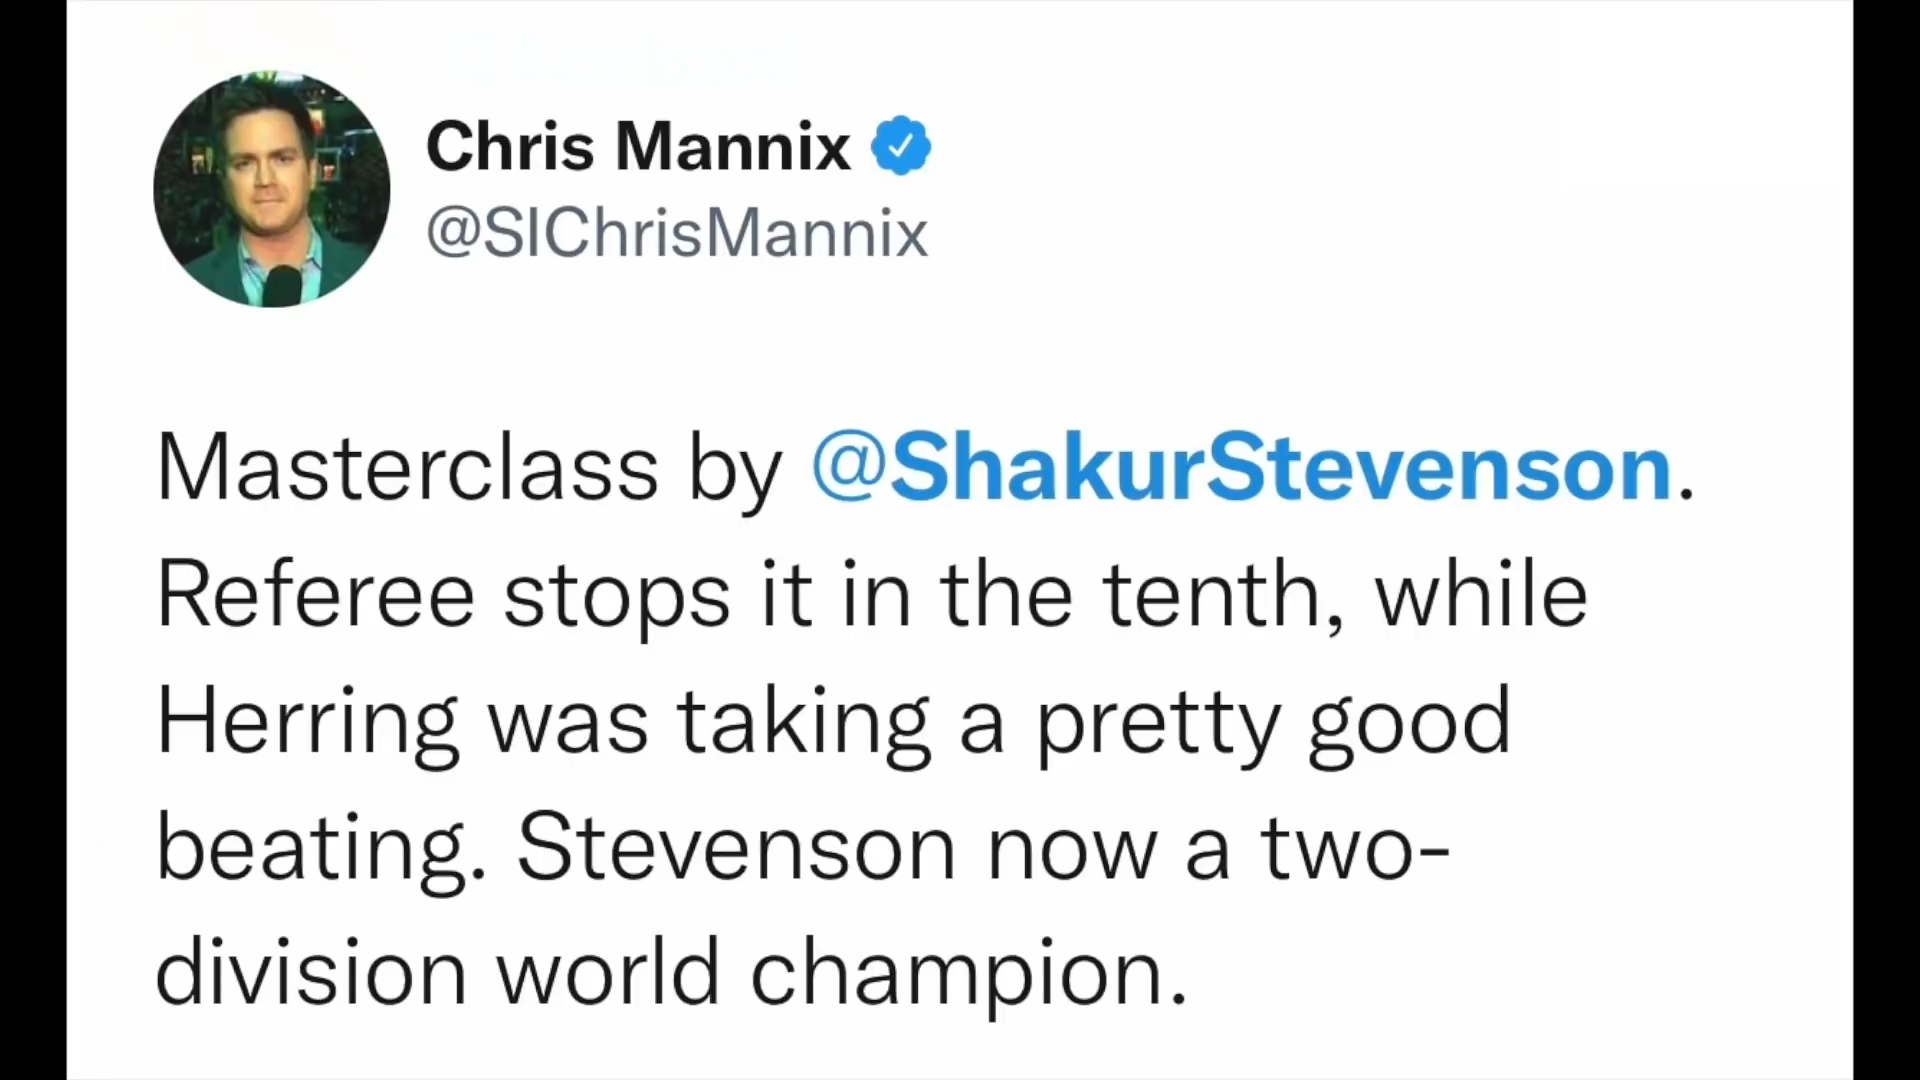 Chris Mannix
@SIChrisMannix
Masterclass by @ShakurStevenson.
Referee stops it in the tenth, while
Herring was taking a pretty good
beating. Stevenson now a two-
division world champion.